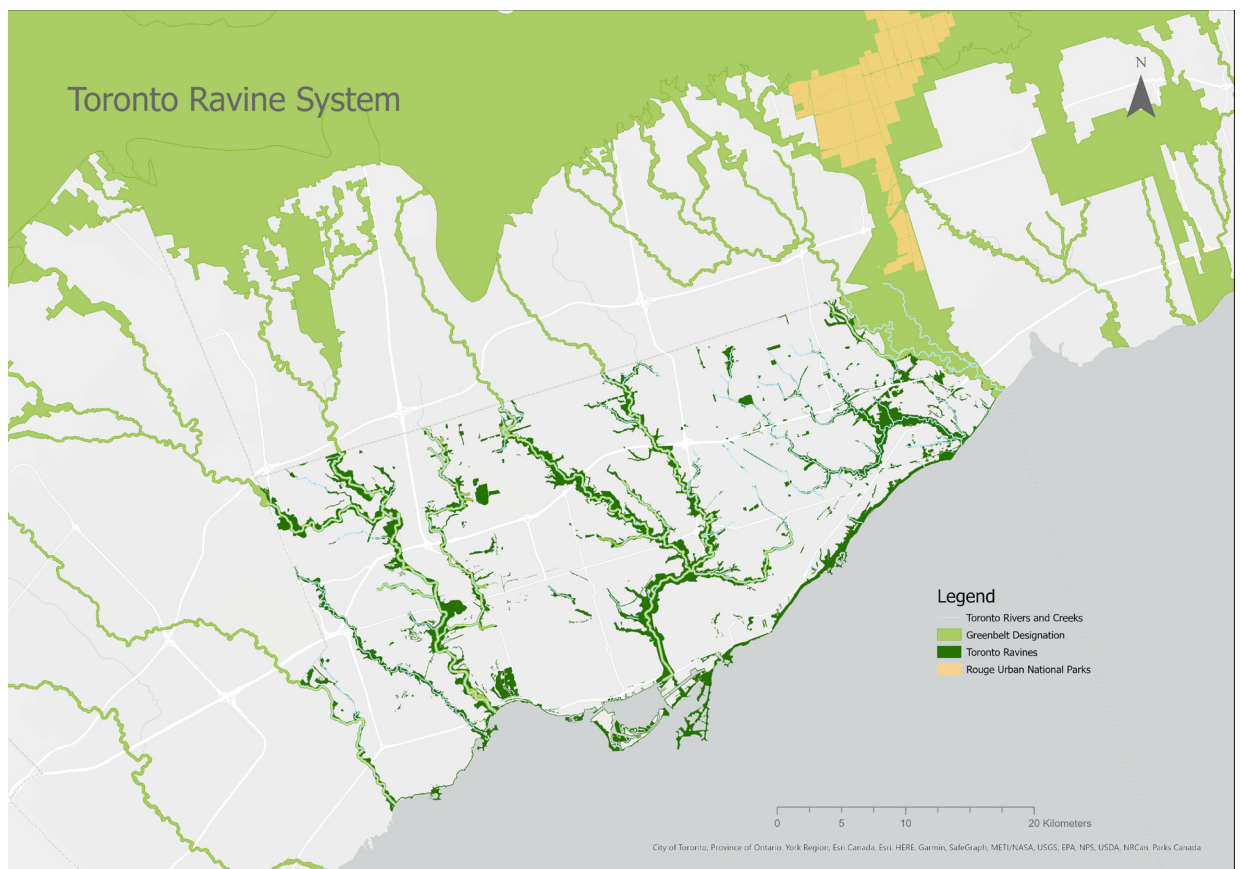 Toronto Ravine System
N
Legend
Toronto Rivers and Creeks
Greenbelt Designation
Toronto Ravines
Rouge Urban National Parks
0 5 10 20 Kilometers
City of Toronto, Province of Ontario. York Region, Esri Canada, Esri. HERE, Garmin, SafeGraph, METI/NASA, USGS, EPA, NPS, USDA, NRCan, Parks Canada